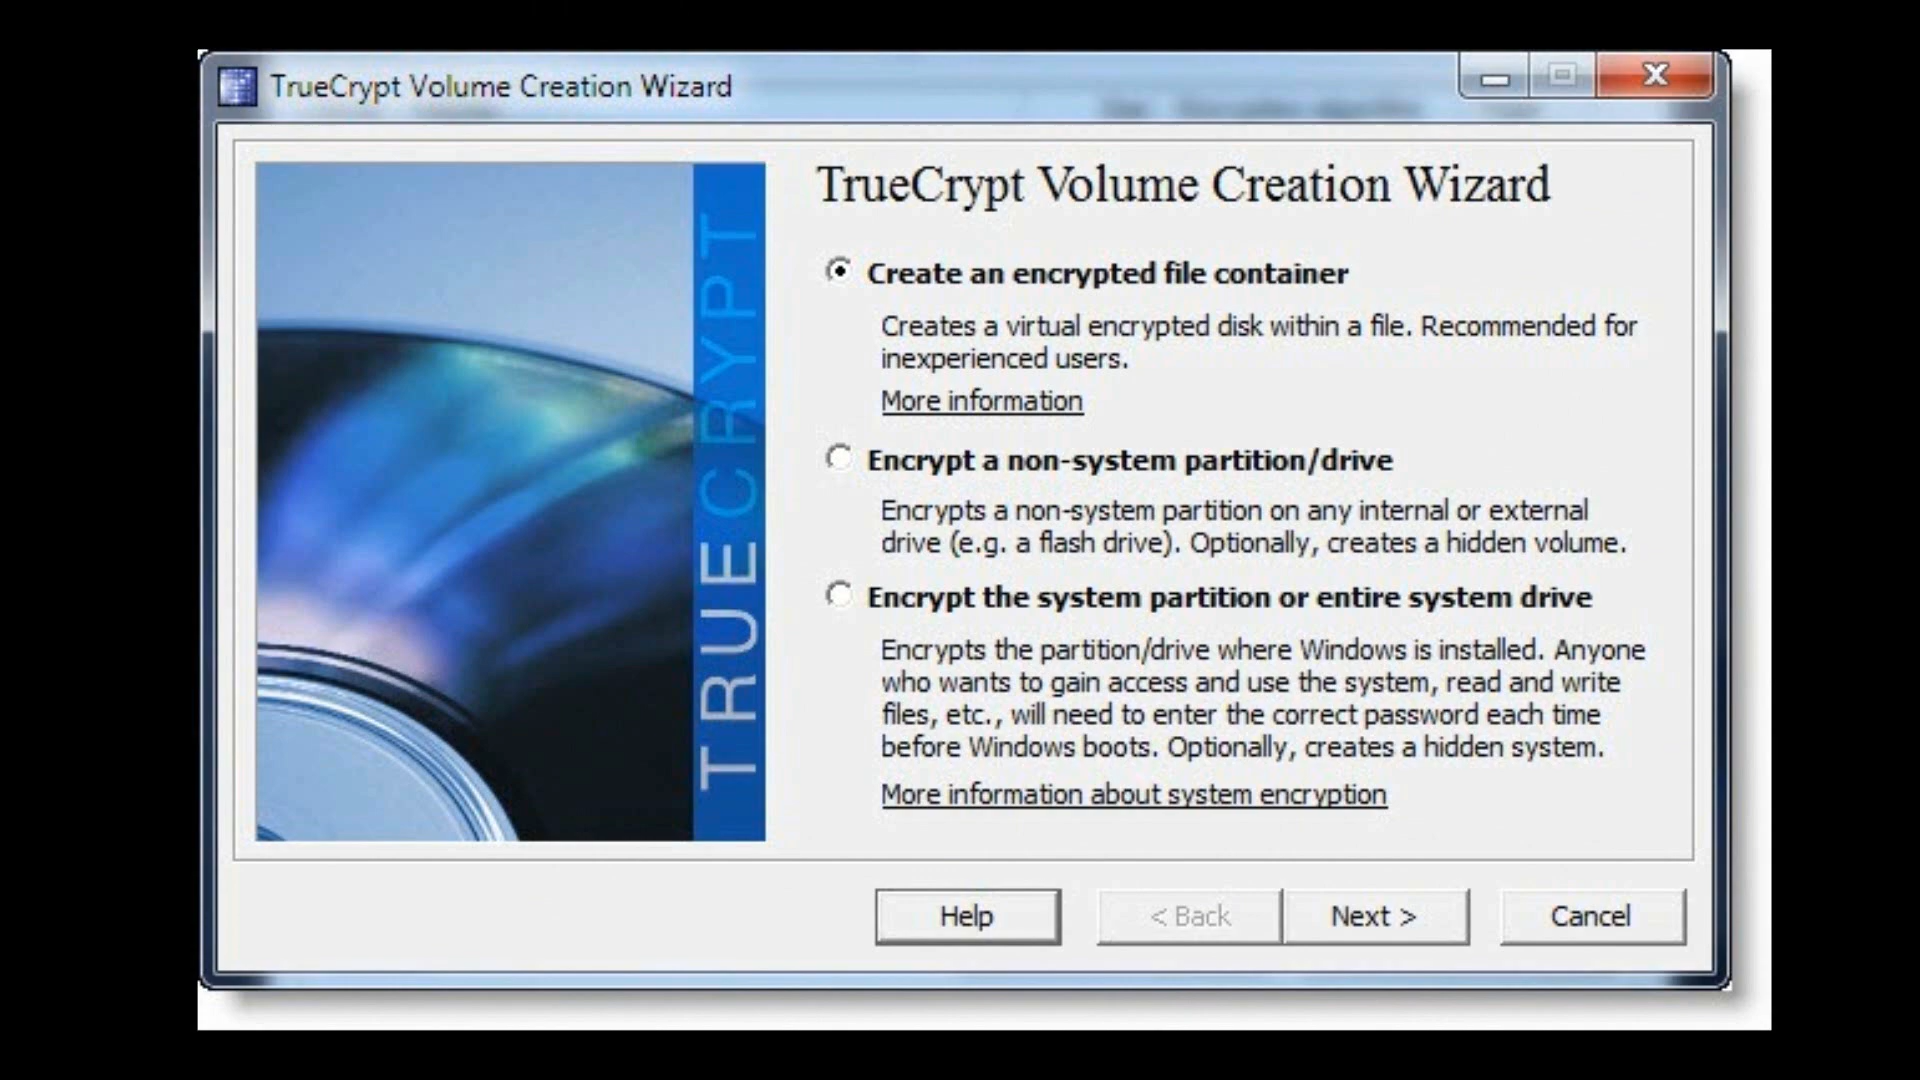 TrueCrypt Volume Creation Wizard
TRUECRYPT
TrueCrypt Volume Creation Wizard
Create an encrypted file container
Creates a virtual encrypted disk within a file. Recommended for
inexperienced users.
More information
Encrypt a non-system partition/drive
Encrypts a non-system partition on any internal or external
drive (e.g. a flash drive). Optionally, creates a hidden volume.
Encrypt the system partition or entire system drive
Encrypts the partition/drive where Windows is installed. Anyone
who wants to gain access and use the system, read and write
files, etc., will need to enter the correct password each time
before Windows boots. Optionally, creates a hidden system.
More information about system encryption
Help
< Back
Next >
Cancel